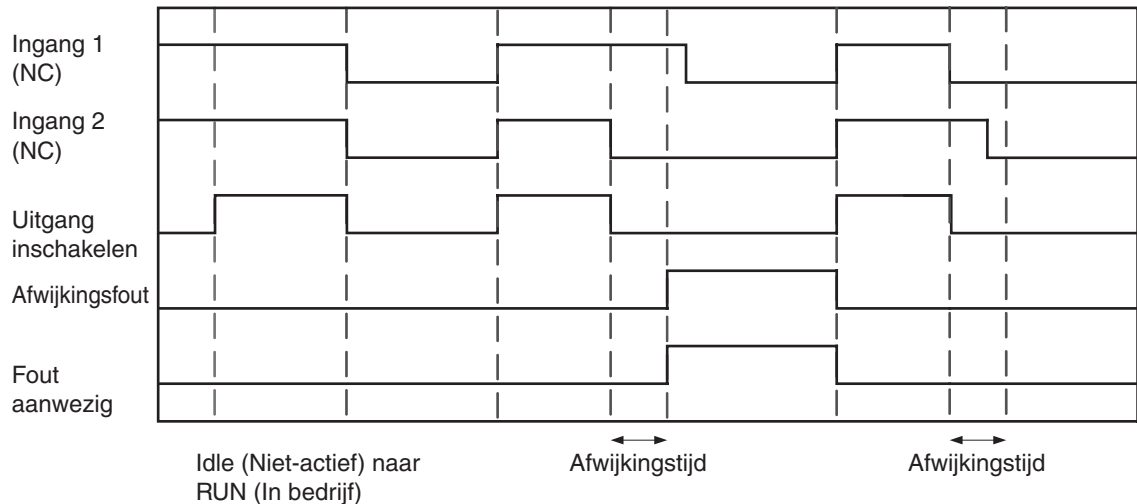 Ingang 1
(NC)
Ingang 2
(NC)
Uitgang
inschakelen
Afwijkingsfout
Fout
aanwezig
Idle (Niet-actief) naar
RUN (In bedrijf)
Afwijkingstijd
Afwijkingstijd